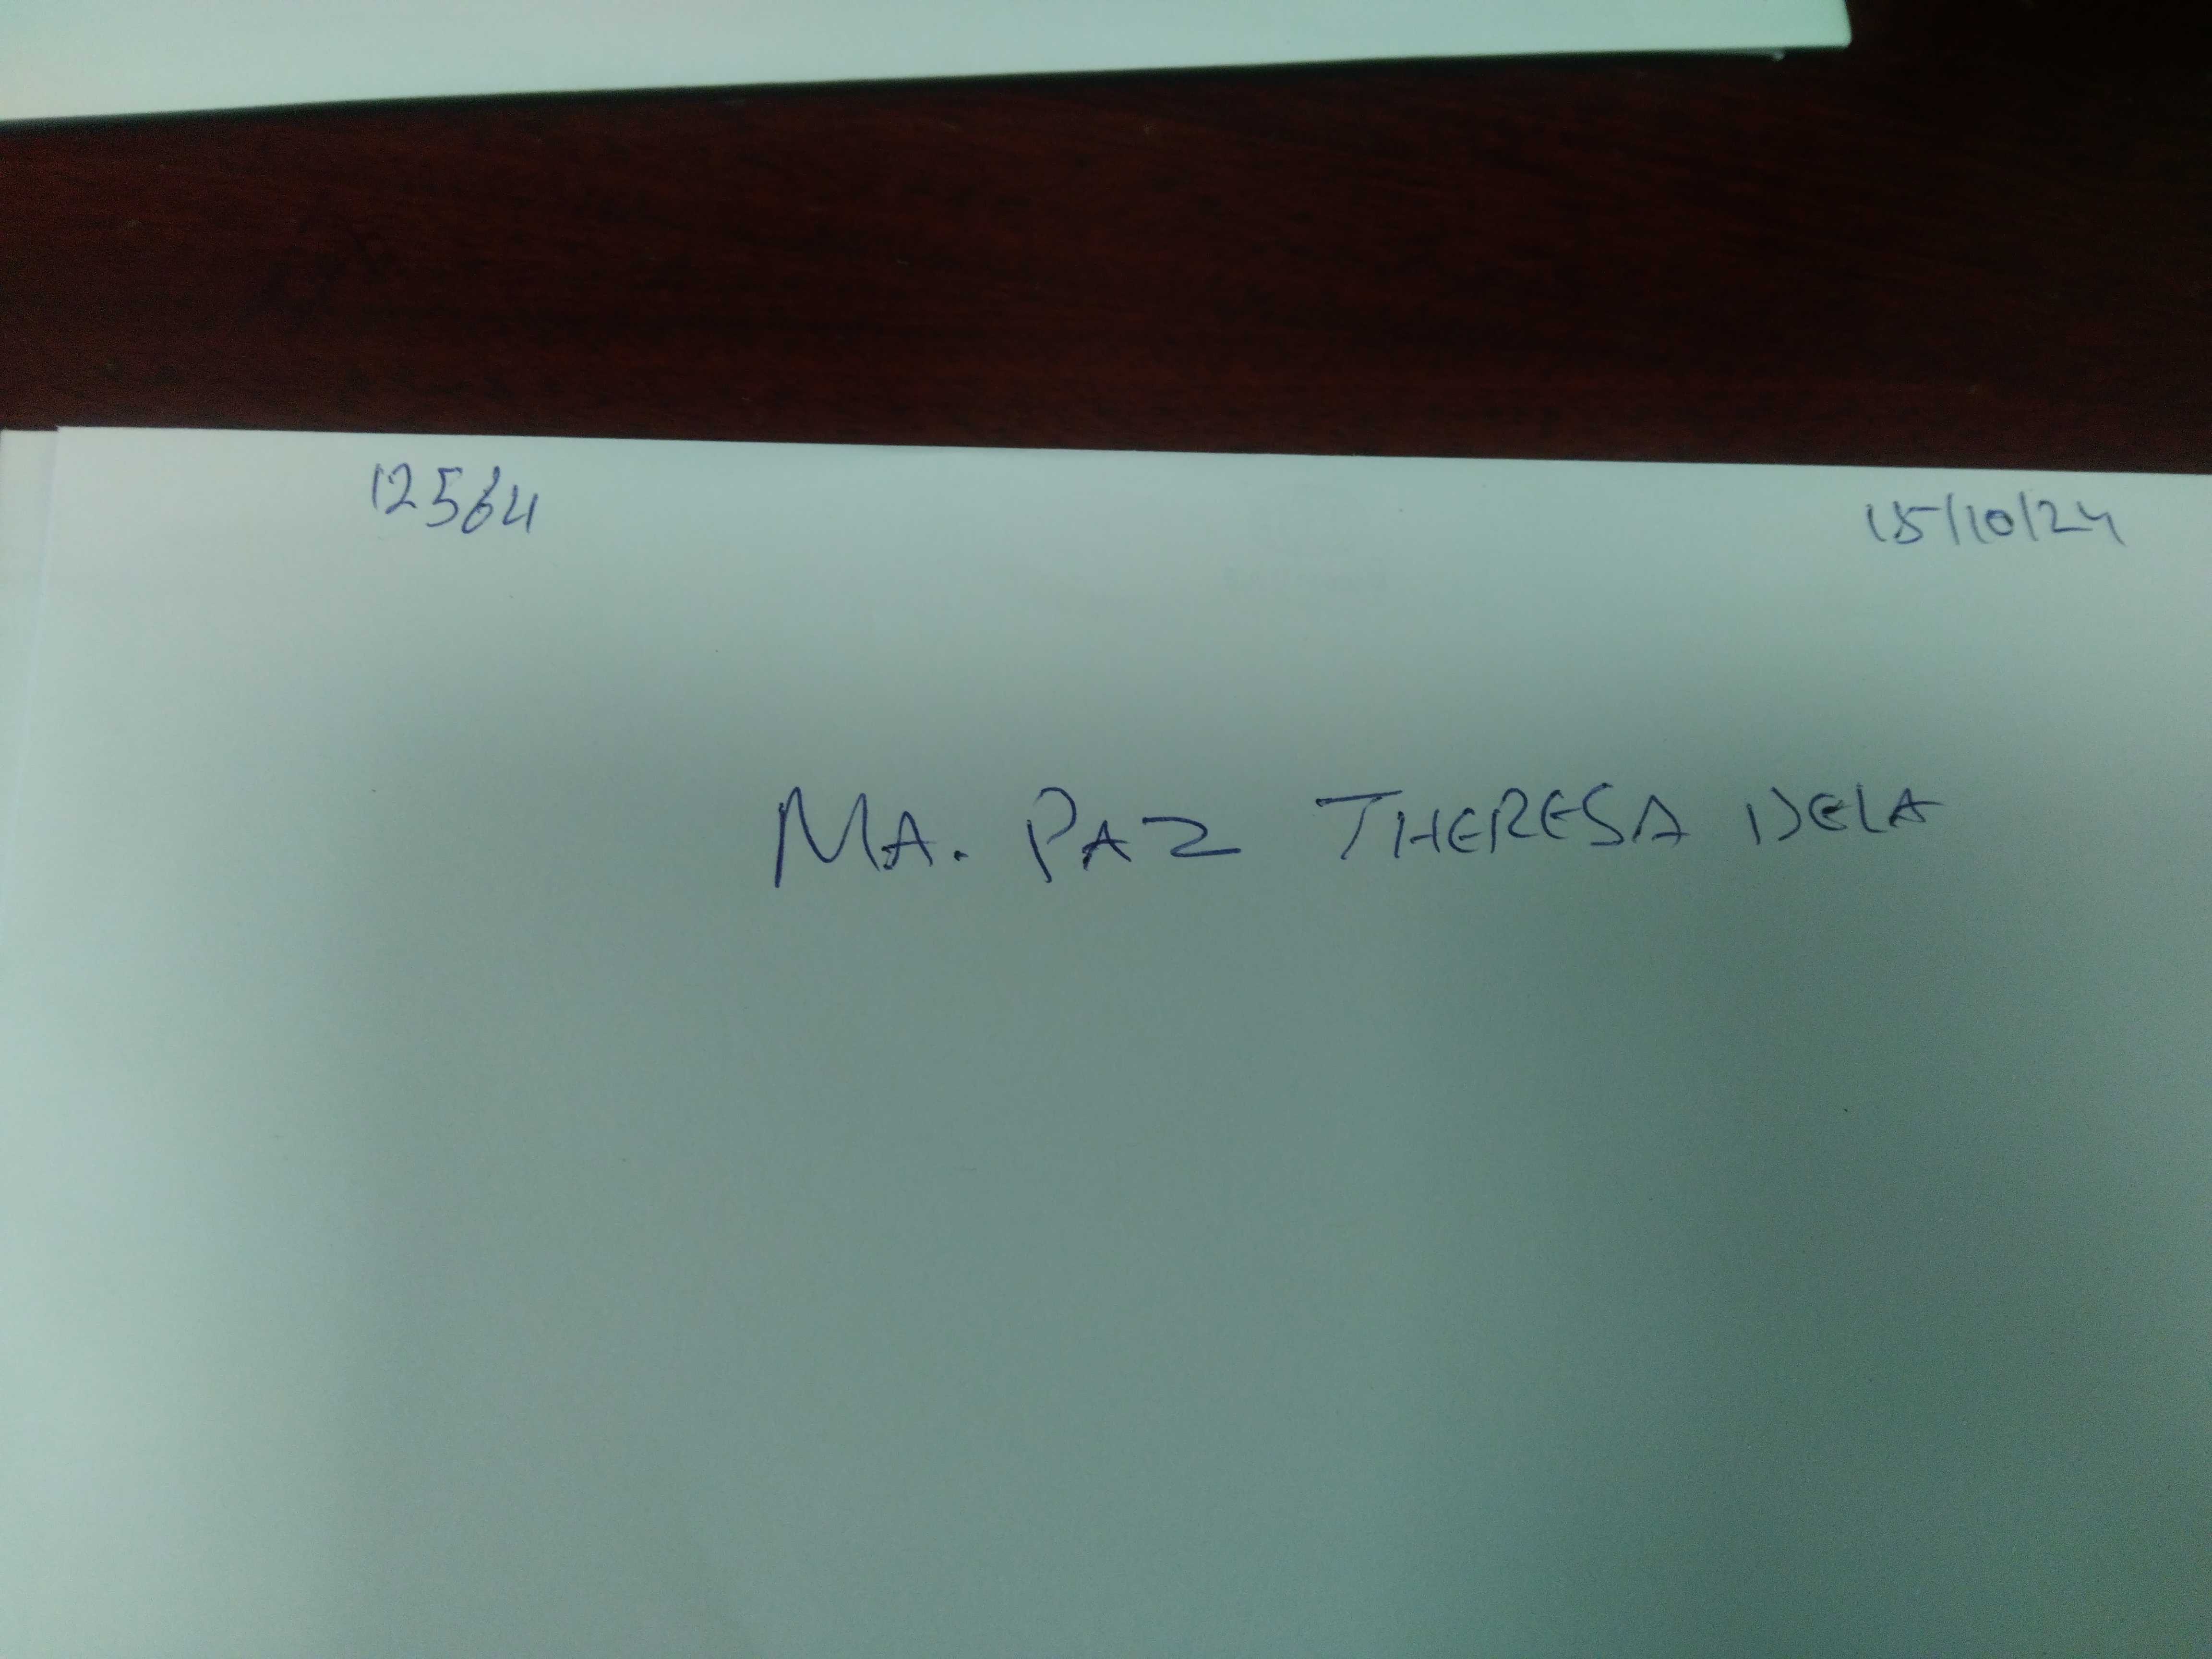 12564 15/10/24
MA. PAZ THERESA DELA